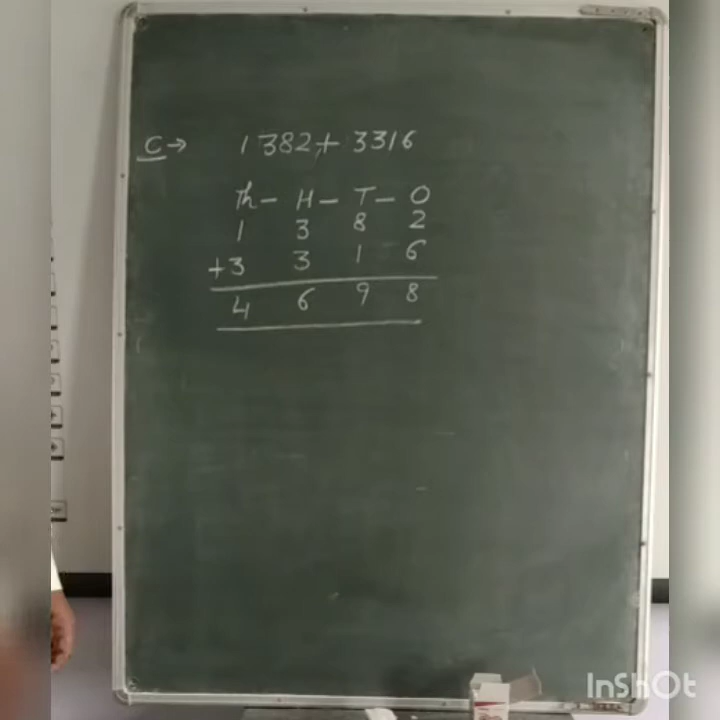 C→ 1382+ 3316
Th- H- T- O
1 3 8 2
+3 3 1 6
4 6 9 8
InShOt